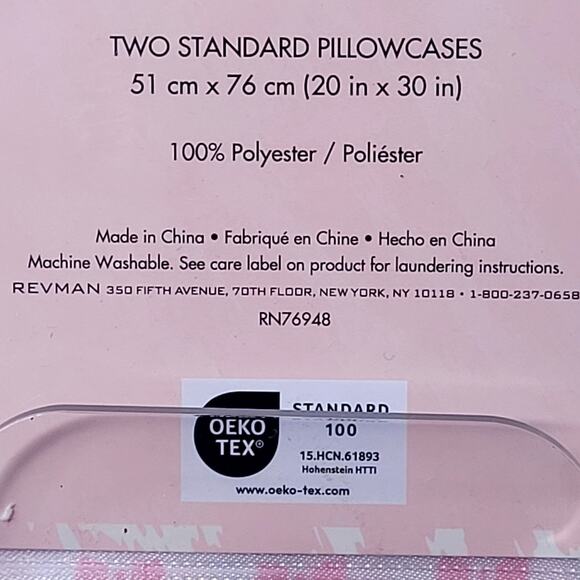 TWO STANDARD PILLOWCASES
51 cm x 76 cm (20 in x 30 in)
100% Polyester / Poliéster
Made in China • Fabriqué en Chine • Hecho en China
Machine Washable. See care label on product for laundering instructions.
REVMAN 350 FIFTH AVENUE, 70TH FLOOR, NEW YORK, NY 10118 • 1-800-237-0658
RN76948
OEKO
TEX®
STANDARD
100
15.HCN.61893
Hohenstein HTTI
www.oeko-tex.com